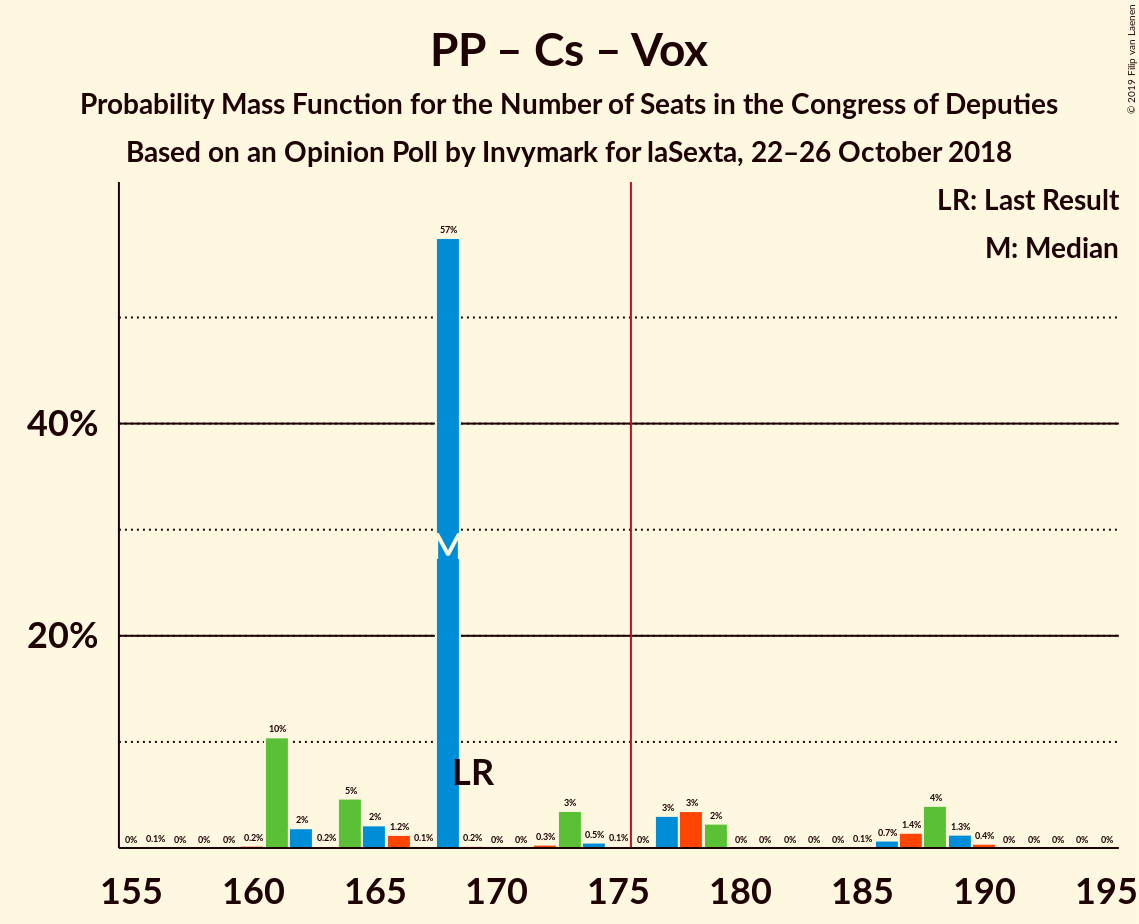 © 2019 Filip van Laenen
PP – Cs – Vox
Probability Mass Function for the Number of Seats in the Congress of Deputies
Based on an Opinion Poll by Invymark for laSexta, 22–26 October 2018
LR: Last Result
M: Median
40%
20%
0% 0.1% 0% 0% 0% 0.2% 10% 2% 0.2% 5% 2% 1.2% 0.1% 57% 0.2% 0% 0% 0.3% 3% 0.5% 0.1% 0% 3% 3% 2% 0% 0% 0% 0% 0% 0.1% 0.7% 1.4% 4% 1.3% 0.4% 0% 0% 0% 0% 0%
M
LR
155 160 165 170 175 180 185 190 195